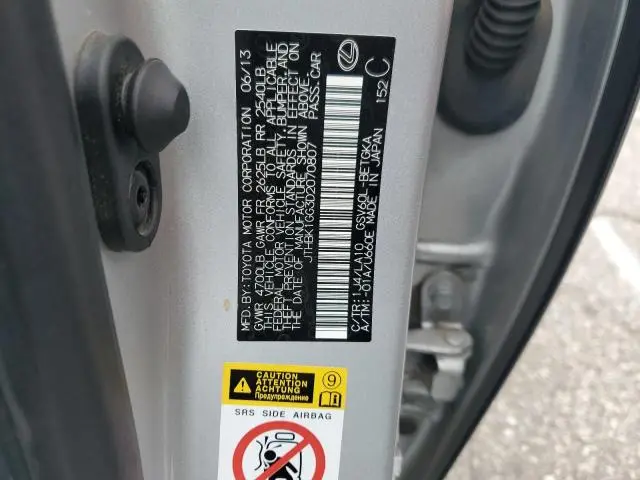 MFD. BY: TOYOTA MOTOR CORPORATION 06/13
GVWR 4700LB GAWR FR 2625LB RR 2540LB
THIS VEHICLE CONFORMS TO ALL APPLICABLE
FEDERAL MOTOR VEHICLE SAFETY, BUMPER, AND
THEFT PREVENTION STANDARDS IN EFFECT ON
THE DATE OF MANUFACTURE SHOWN ABOVE.
JTHBK1GG3D2070807 PASS. CAR
C/TR: 1J4/LA10 GSV60L-BETGKA
A/TM: -01A/U660E MADE IN JAPAN
152 C
CAUTION
ATTENTION
ACHTUNG
Предупреждение
9
SRS SIDE AIRBAG